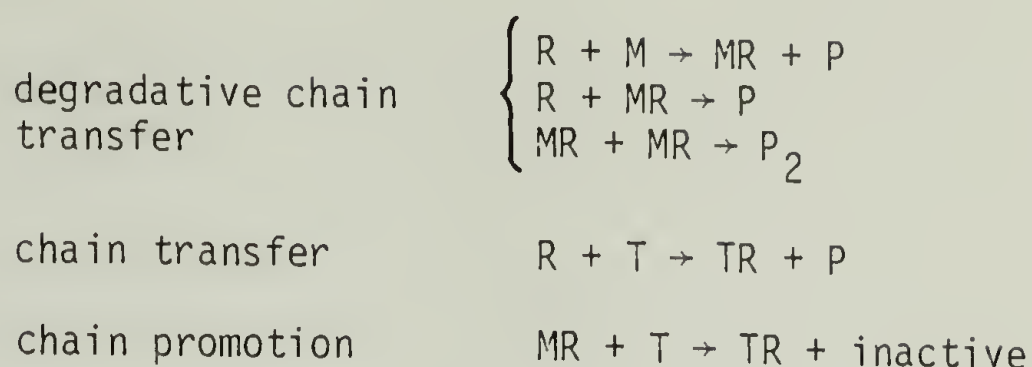 R + M → MR + P
degradative chain R + MR → P
transfer MR + MR → P₂
chain transfer R + T → TR + P
chain promotion MR + T → TR + inactive